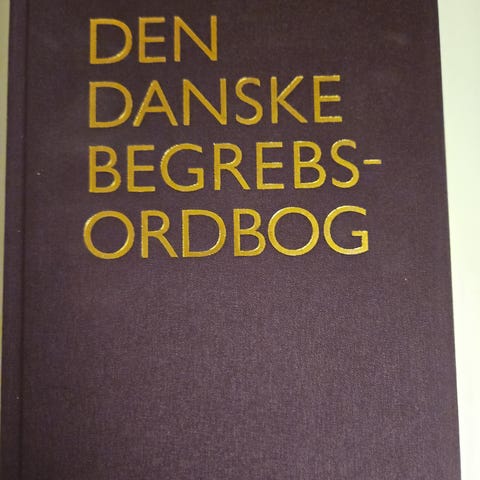 DEN
DANSKE
BEGREBS-
ORDBOG